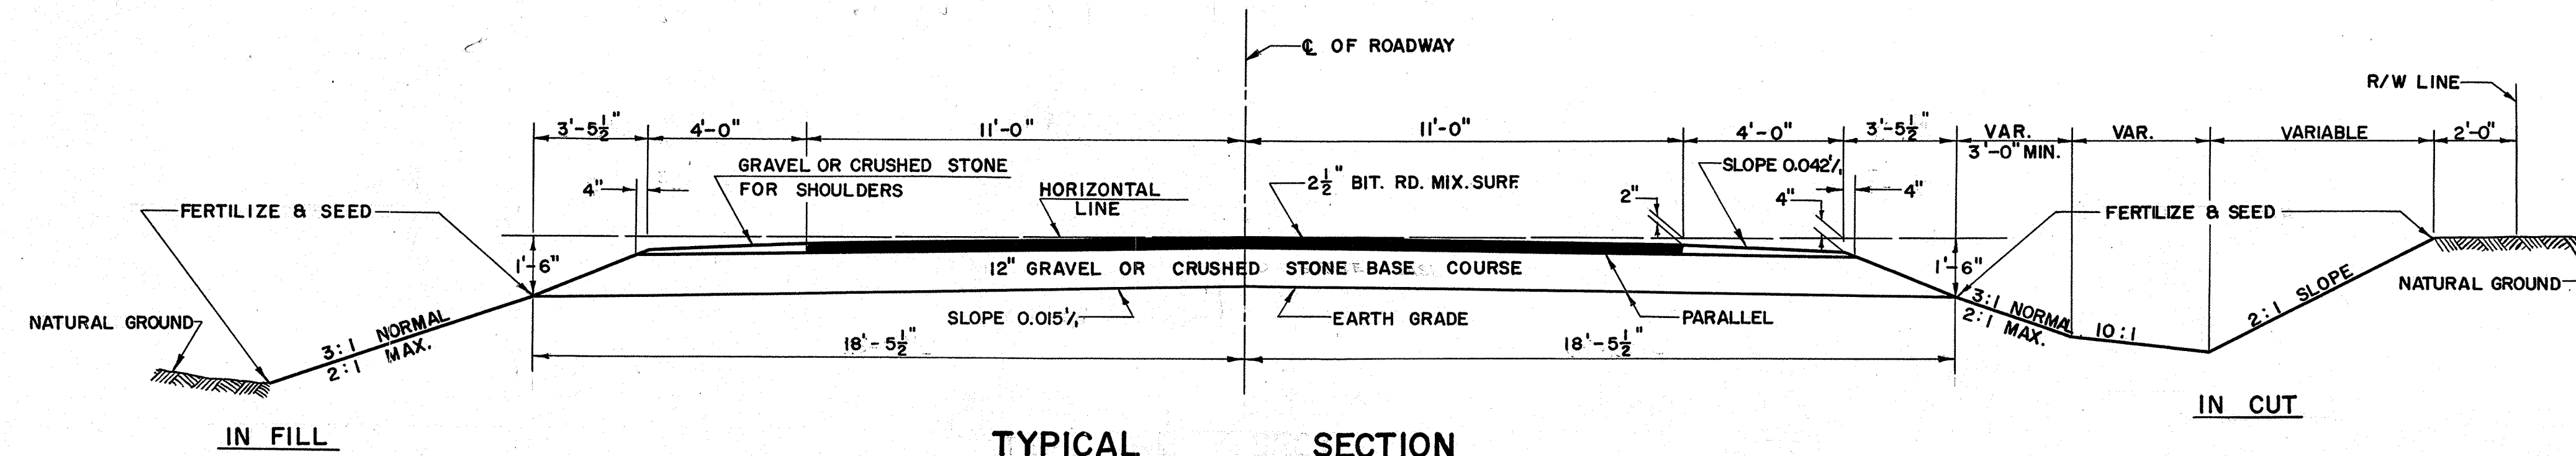 ℄ OF ROADWAY
R/W LINE
3'-5½"
4'-0"
11'-0"
11'-0"
4'-0"
3'-5½"
VAR.
3'-0" MIN.
VAR.
VARIABLE
2'-0"
GRAVEL OR CRUSHED STONE
FOR SHOULDERS
4"
HORIZONTAL
LINE
2½" BIT. RD. MIX. SURF.
2"
SLOPE 0.042'/,
4"
4"
FERTILIZE & SEED
FERTILIZE & SEED
1'-6"
12" GRAVEL OR CRUSHED STONE BASE COURSE
1'-6"
NATURAL GROUND
3:1 NORMAL
2:1 MAX.
SLOPE 0.015'/,
EARTH GRADE
PARALLEL
3:1 NORMAL
2:1 MAX.
10:1
2:1 SLOPE
NATURAL GROUND
18'-5½"
18'-5½"
IN FILL
IN CUT
TYPICAL SECTION